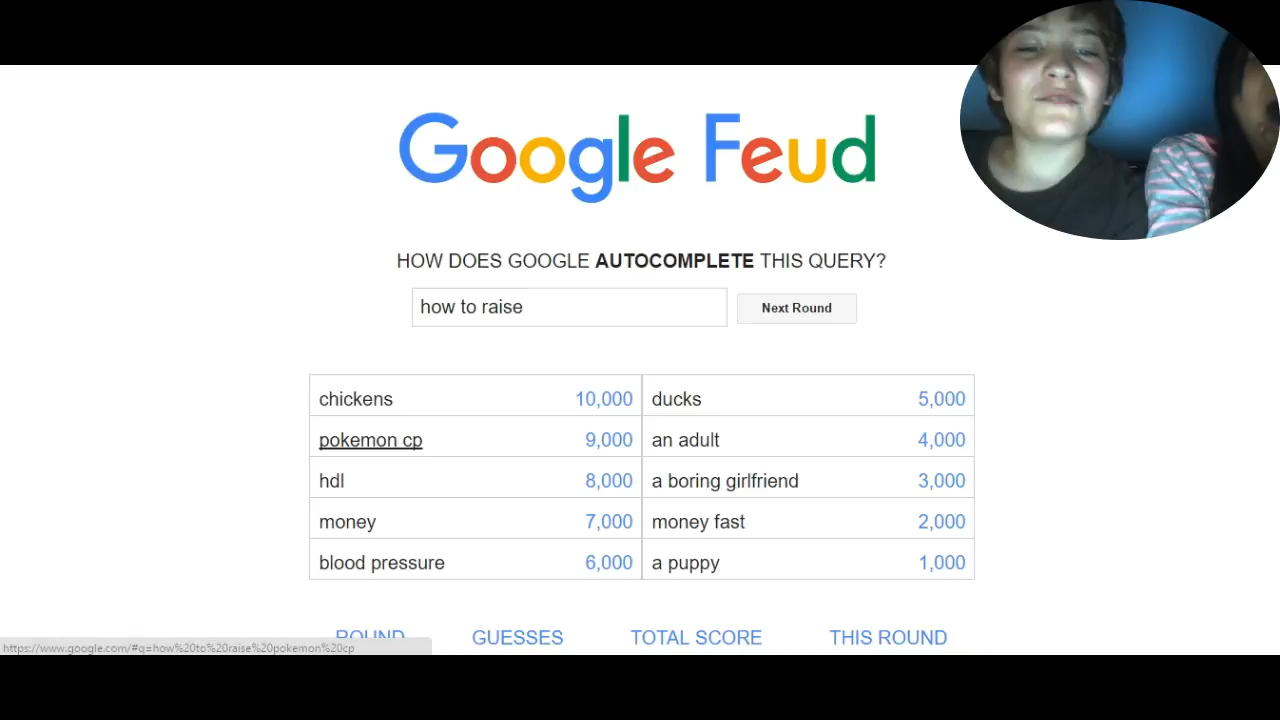 Google Feud
HOW DOES GOOGLE AUTOCOMPLETE THIS QUERY?
how to raise
Next Round
chickens 10,000 ducks 5,000
pokemon cp 9,000 an adult 4,000
hdl 8,000 a boring girlfriend 3,000
money 7,000 money fast 2,000
blood pressure 6,000 a puppy 1,000
ROUND GUESSES TOTAL SCORE THIS ROUND
https://www.google.com/#q=how%20to%20raise%20pokemon%20cp